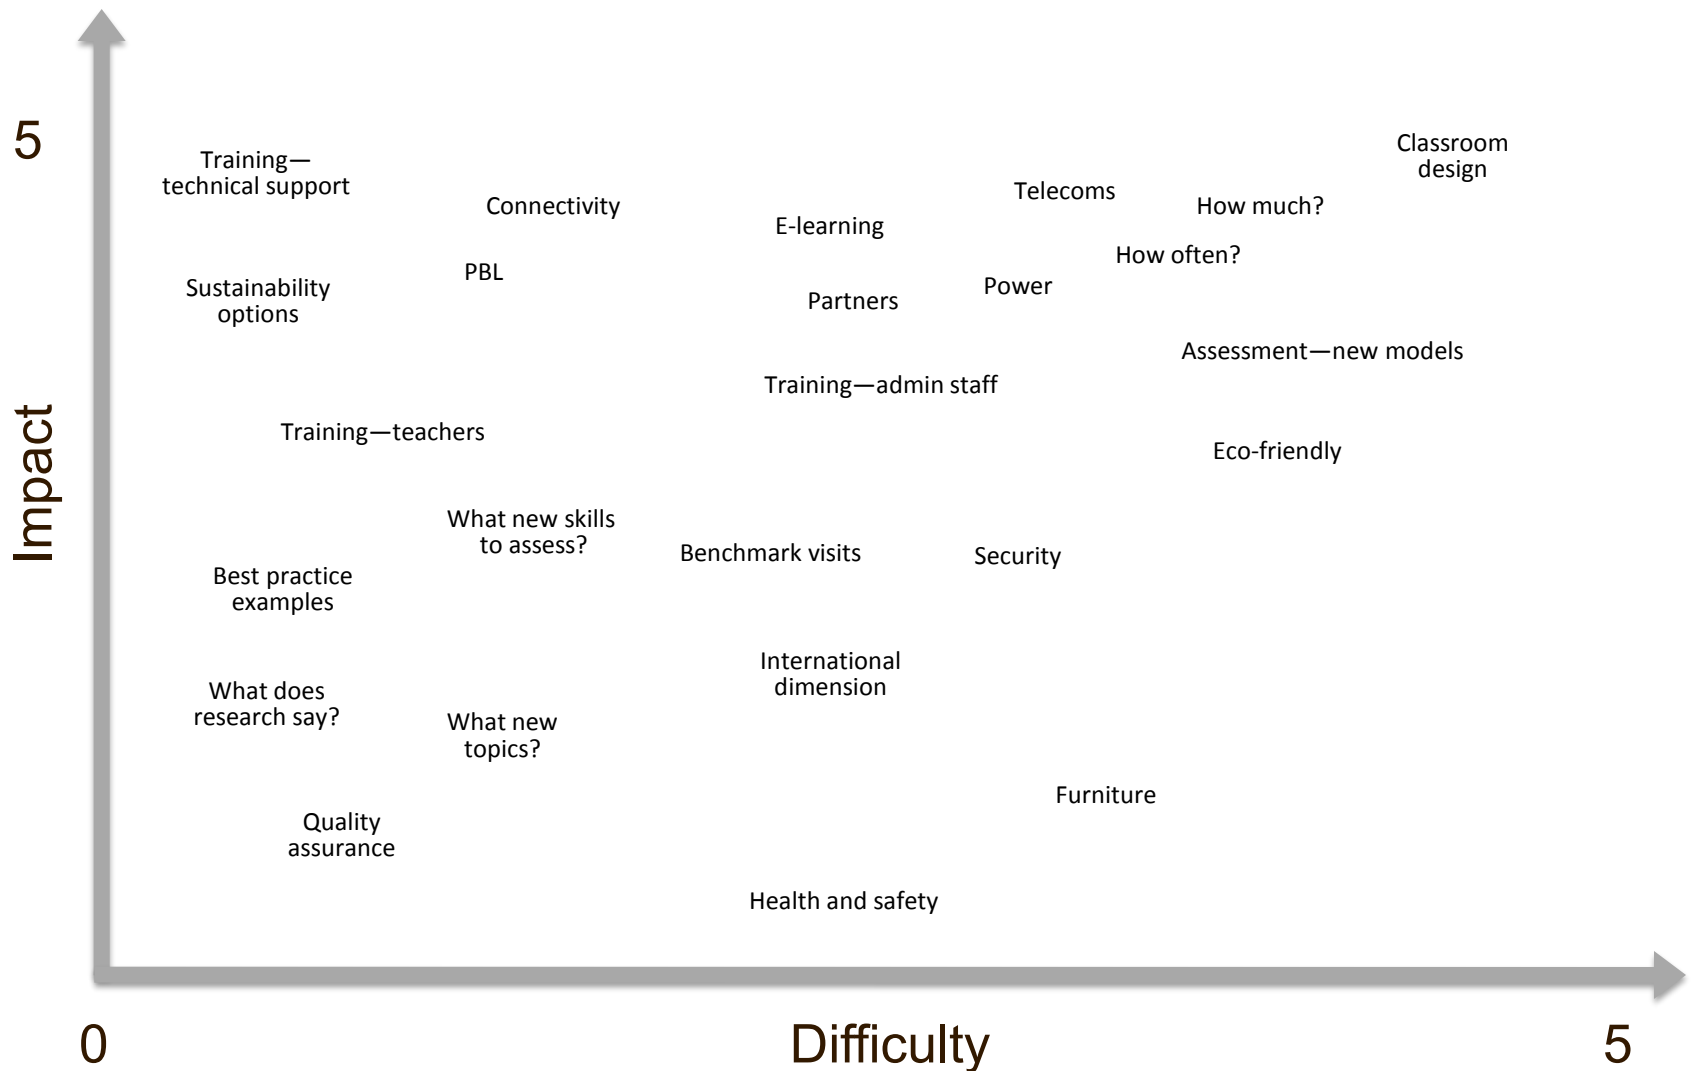 5
Classroom
design
Training—
technical support
Telecoms
Connectivity
How much?
E-learning
How often?
PBL
Power
Sustainability
options
Partners
Assessment—new models
Training—admin staff
Training—teachers
Eco-friendly
Impact
What new skills
to assess?
Benchmark visits
Security
Best practice
examples
International
dimension
What does
research say?
What new
topics?
Furniture
Quality
assurance
Health and safety
0
Difficulty
5